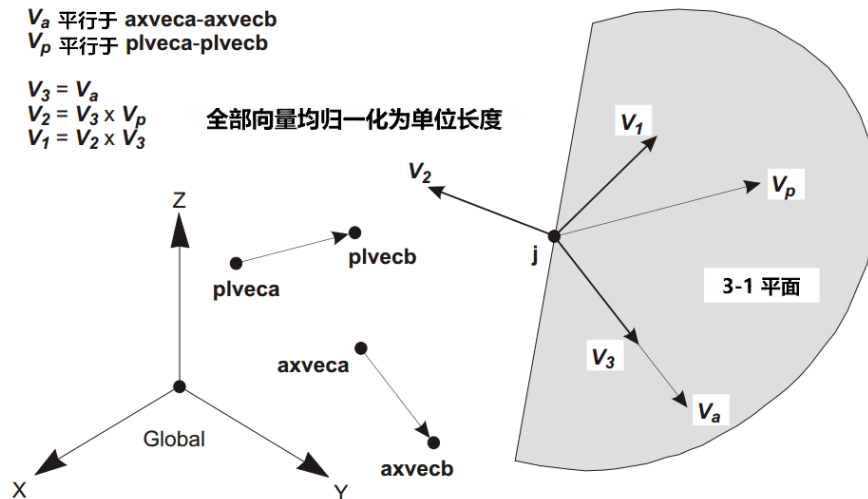 Va 平行于 axveca-axvecb
Vp 平行于 plveca-plvecb
V3 = Va
V2 = V3 x Vp
V1 = V2 x V3
全部向量均归一化为单位长度
V1
V2
Vp
Z
plvecb
j
plveca
3-1 平面
axveca
V3
Va
Global
axvecb
X
Y